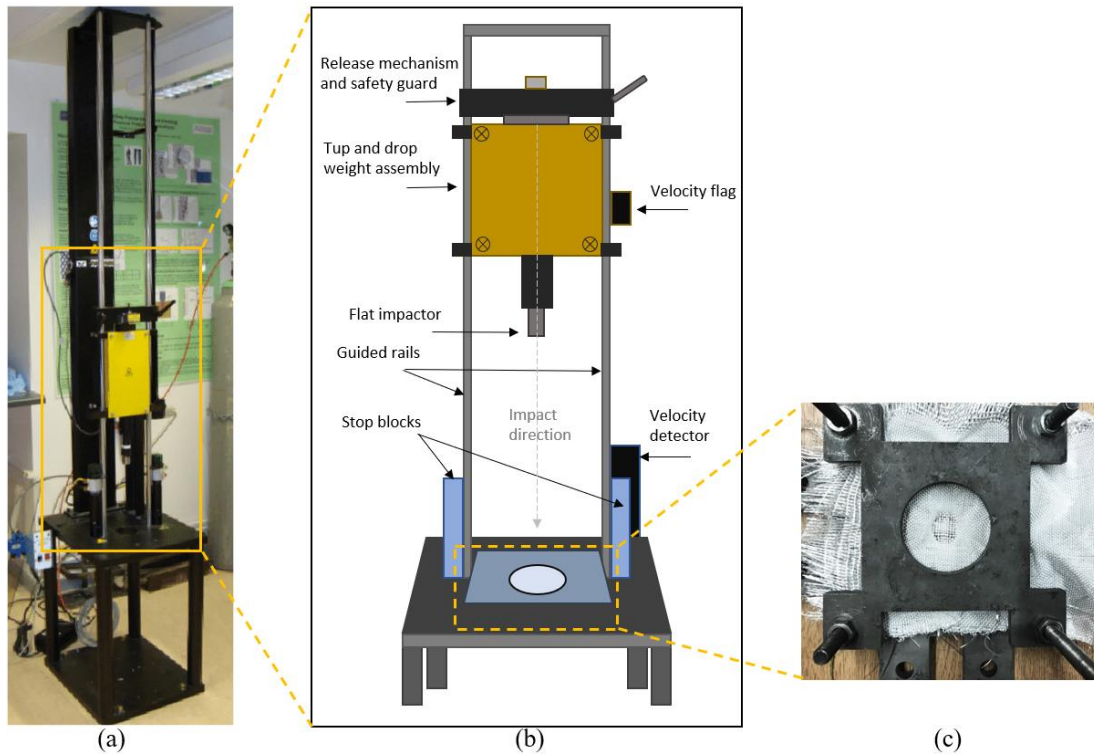 Release mechanism
and safety guard
Tup and drop
weight assembly
Velocity flag
Flat impactor
Guided rails
Stop blocks
Impact
direction
Velocity
detector
(a)
(b)
(c)